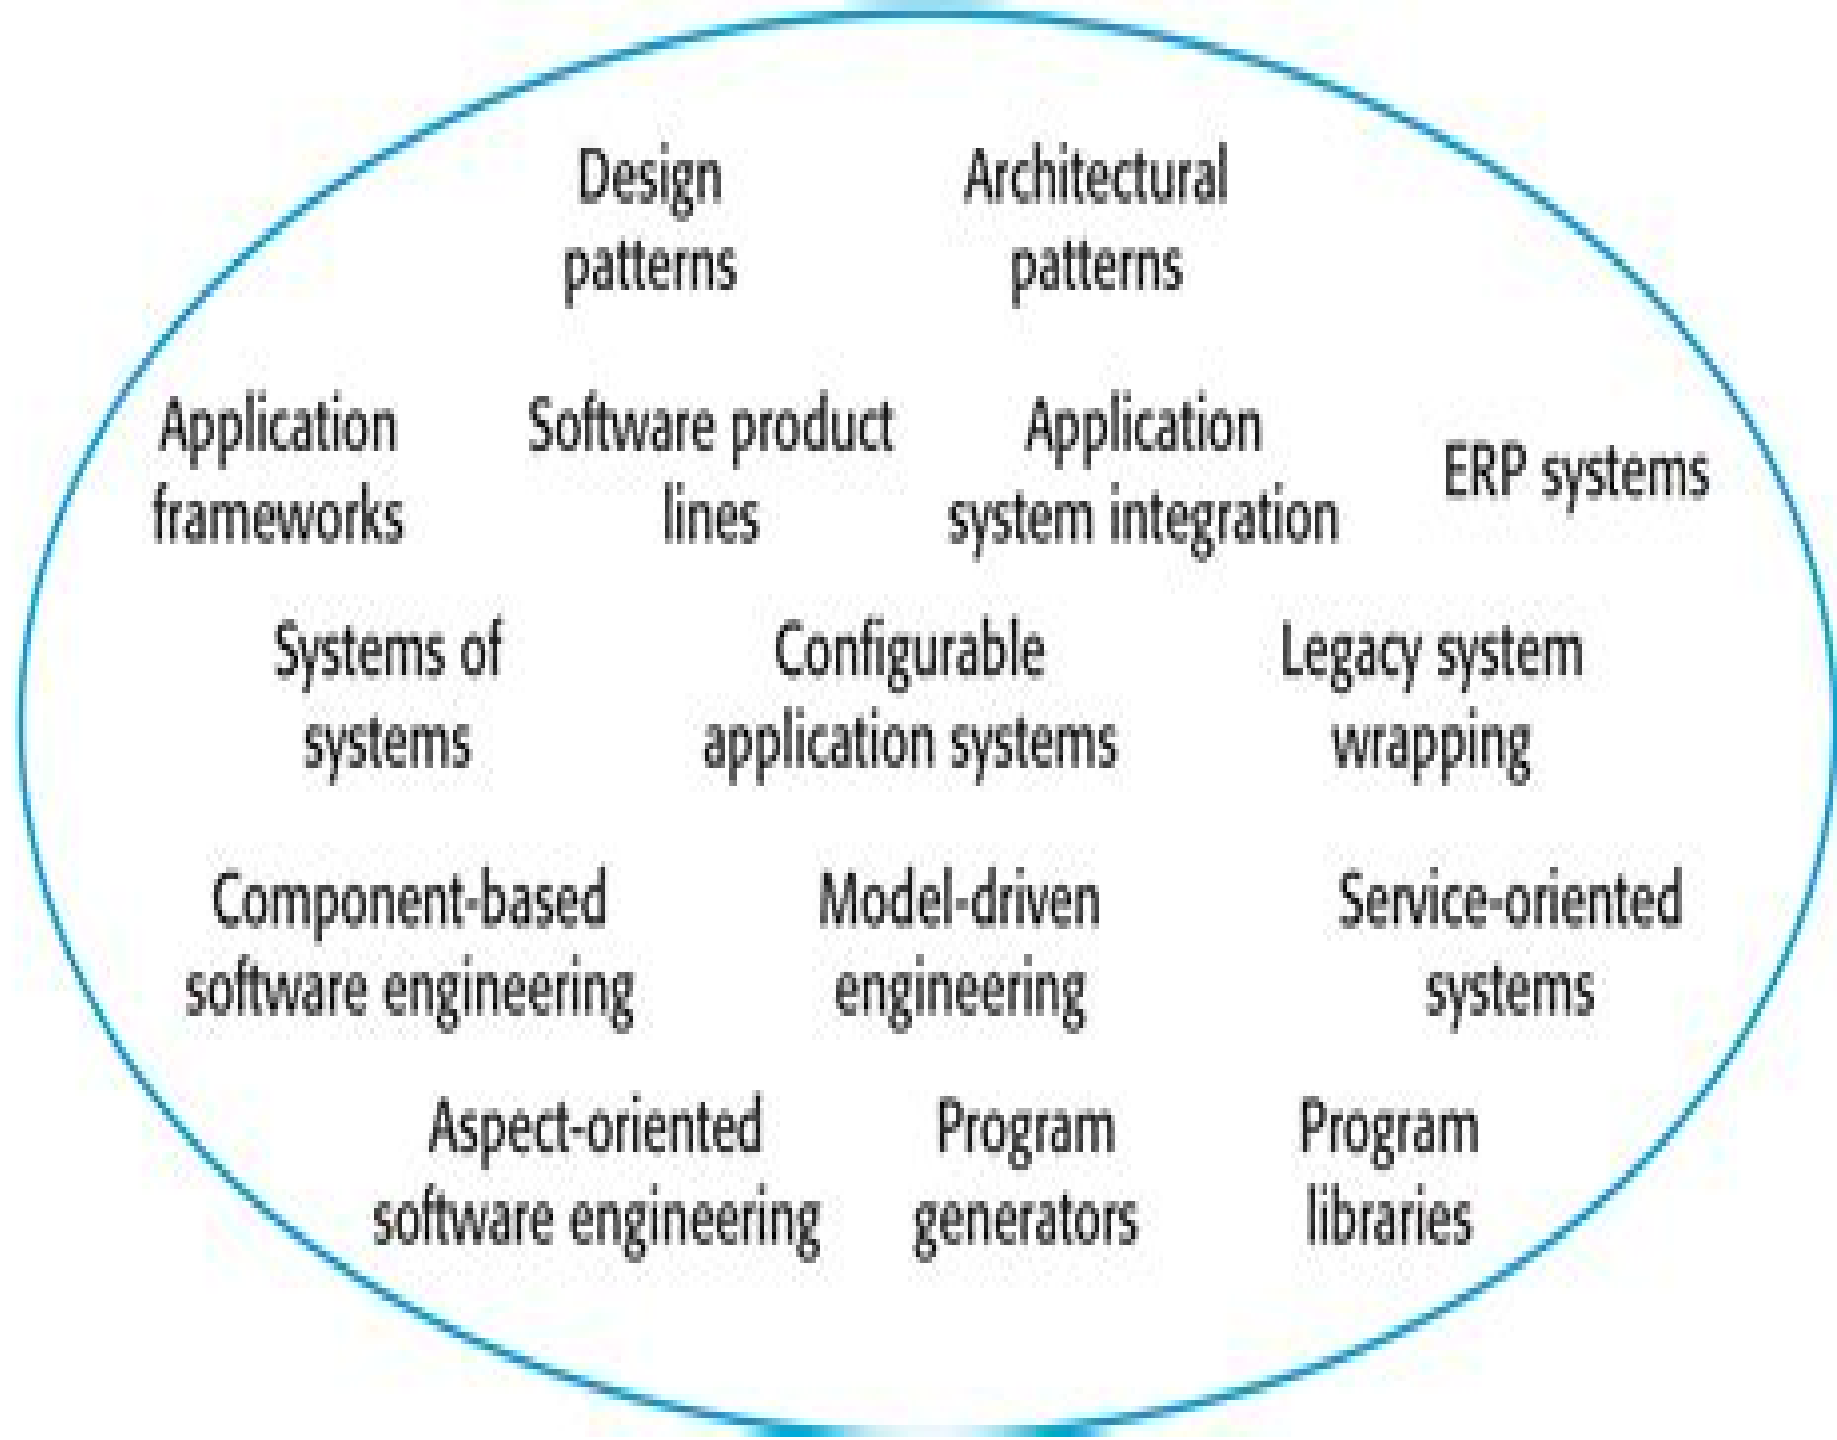 Design
patterns
Architectural
patterns
Application
frameworks
Software product
lines
Application
system integration
ERP systems
Systems of
systems
Configurable
application systems
Legacy system
wrapping
Component-based
software engineering
Model-driven
engineering
Service-oriented
systems
Aspect-oriented
software engineering
Program
generators
Program
libraries